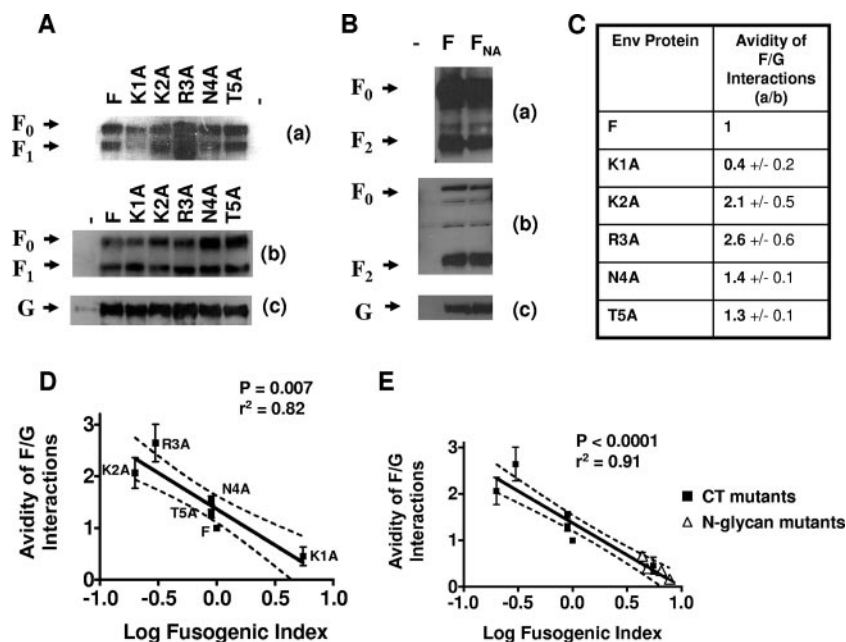 A
F
K1A
K2A
R3A
N4A
T5A
-
F0
F1
(a)
-
F
K1A
K2A
R3A
N4A
T5A
F0
F1
(b)
G
(c)
B
- F FNA
F0
F2
(a)
F0
F2
(b)
G
(c)
C
Env Protein
Avidity of
F/G
Interactions
(a/b)
F 1
K1A 0.4 +/- 0.2
K2A 2.1 +/- 0.5
R3A 2.6 +/- 0.6
N4A 1.4 +/- 0.1
T5A 1.3 +/- 0.1
D
P = 0.007
r² = 0.82
Avidity of F/G
Interactions
3
2
1
0
R3A
K2A
N4A
T5A
F
K1A
-1.0 -0.5 0.0 0.5 1.0
Log Fusogenic Index
E
P < 0.0001
r² = 0.91
Avidity of F/G
Interactions
3
2
1
0
CT mutants
N-glycan mutants
-1.0 -0.5 0.0 0.5 1.0
Log Fusogenic Index